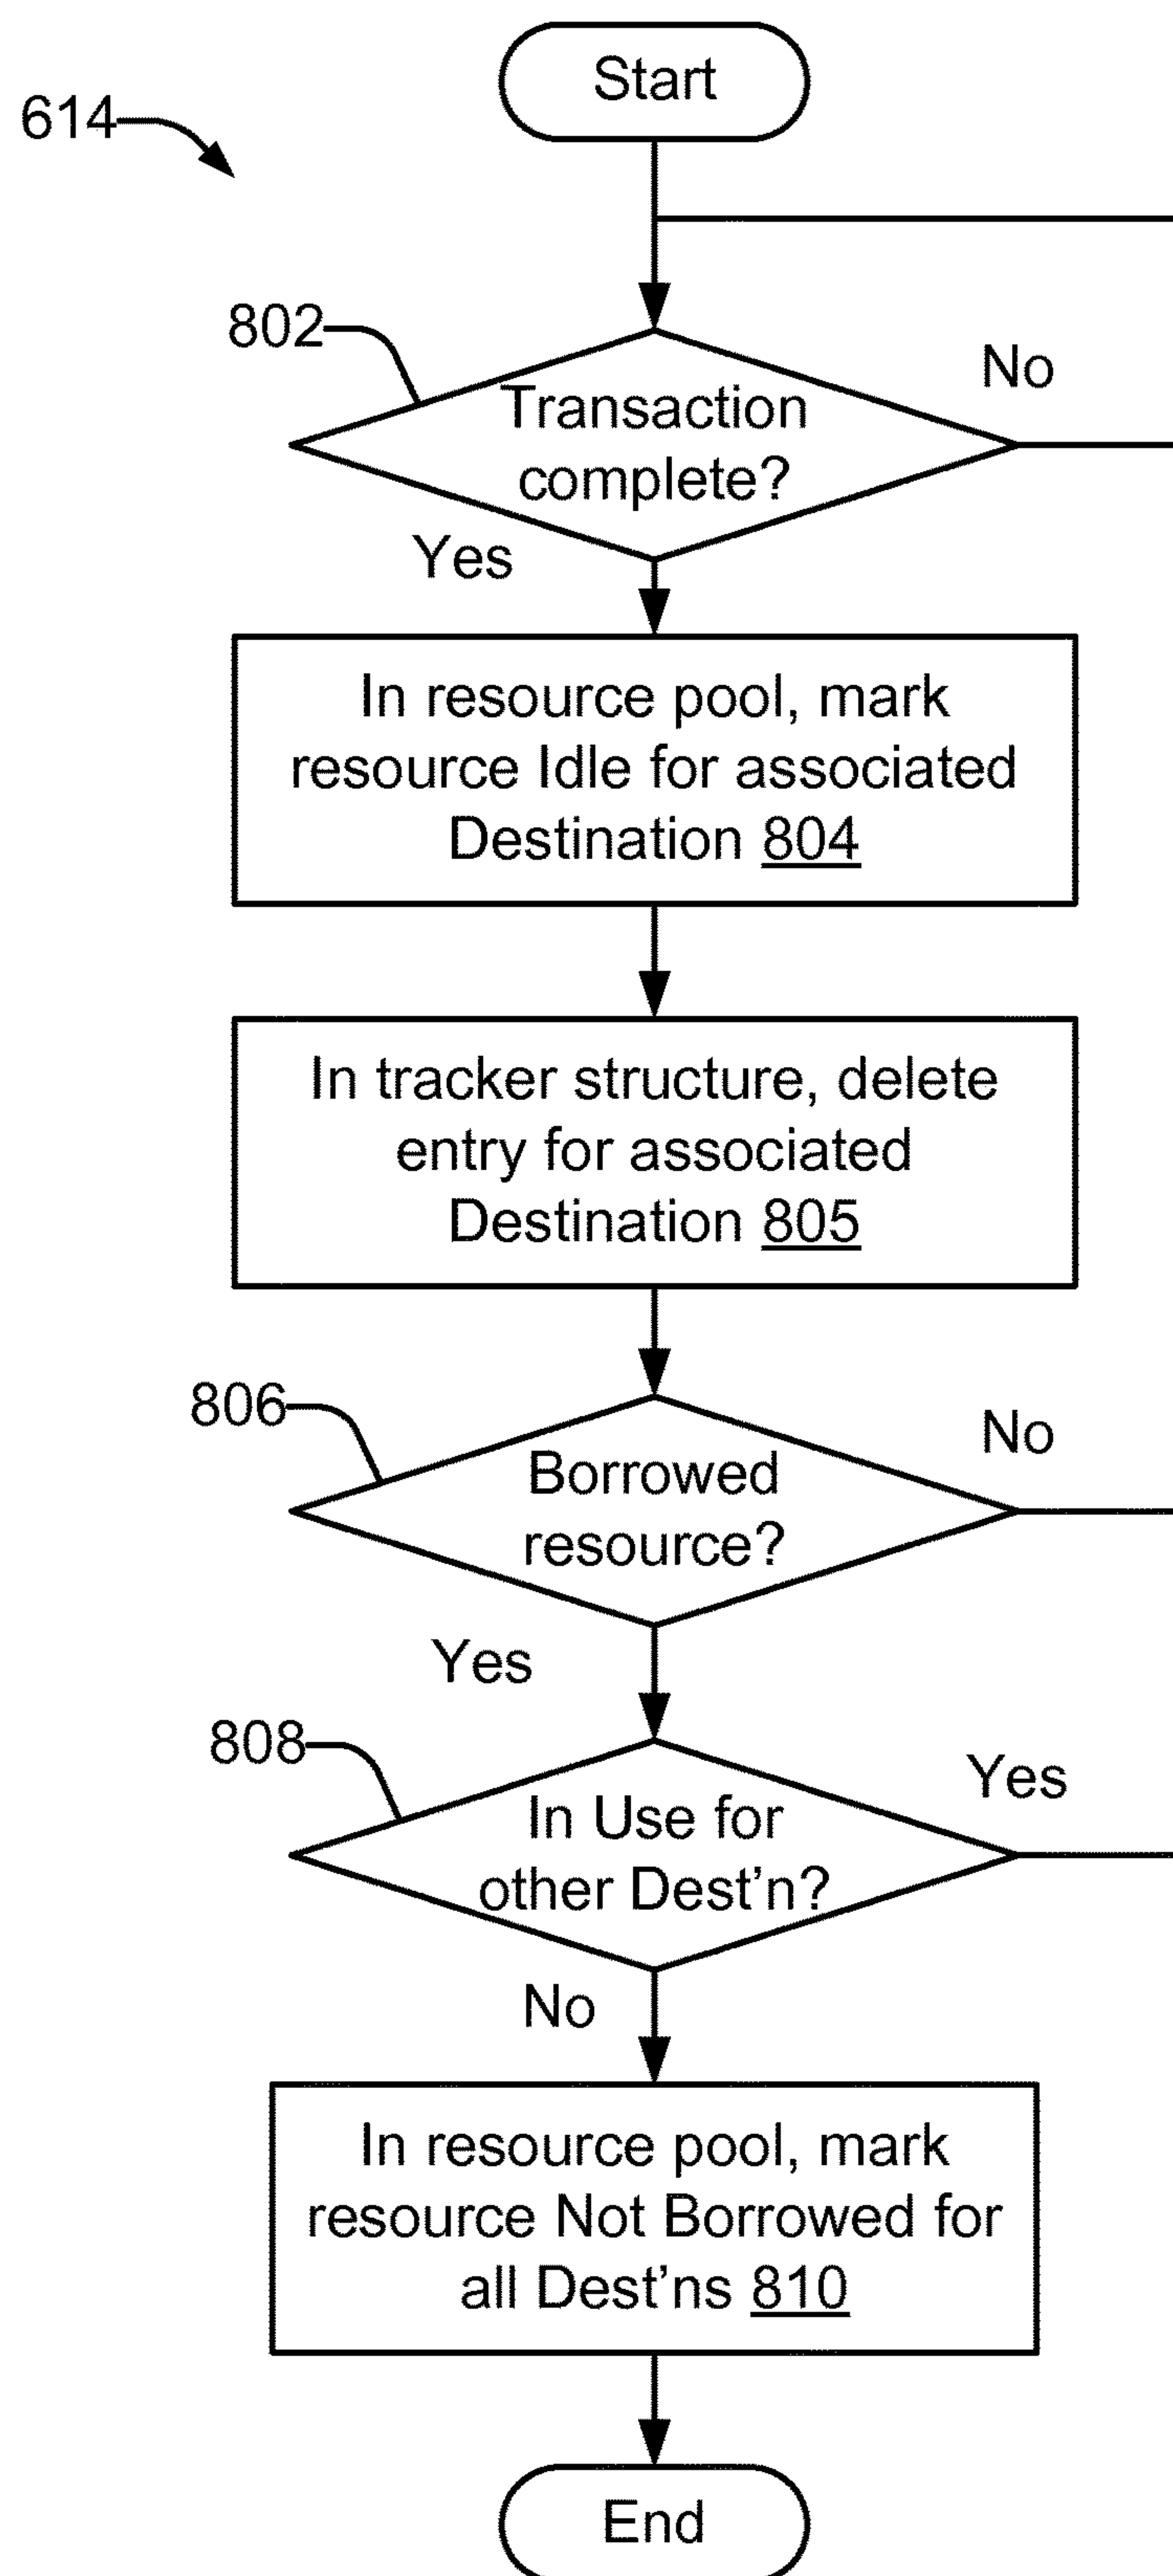 Start
614
802
No
Transaction
complete?
Yes
In resource pool, mark
resource Idle for associated
Destination 804
In tracker structure, delete
entry for associated
Destination 805
806
No
Borrowed
resource?
Yes
808
Yes
In Use for
other Dest'n?
No
In resource pool, mark
resource Not Borrowed for
all Dest'ns 810
End